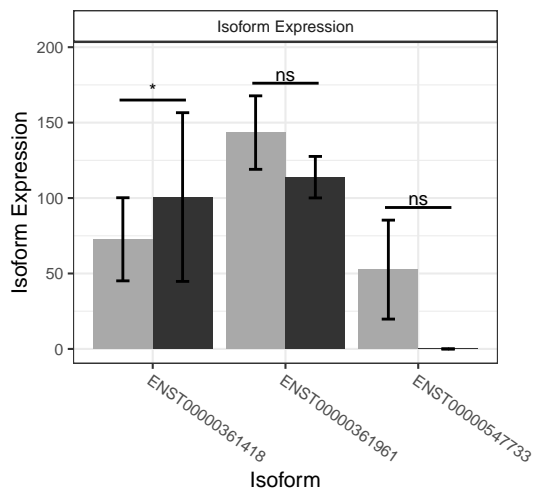 Isoform Expression
200
150
100
50
0
Isoform Expression
*
ns
ns
ENST00000361418
ENST00000361961
ENST00000547733
Isoform